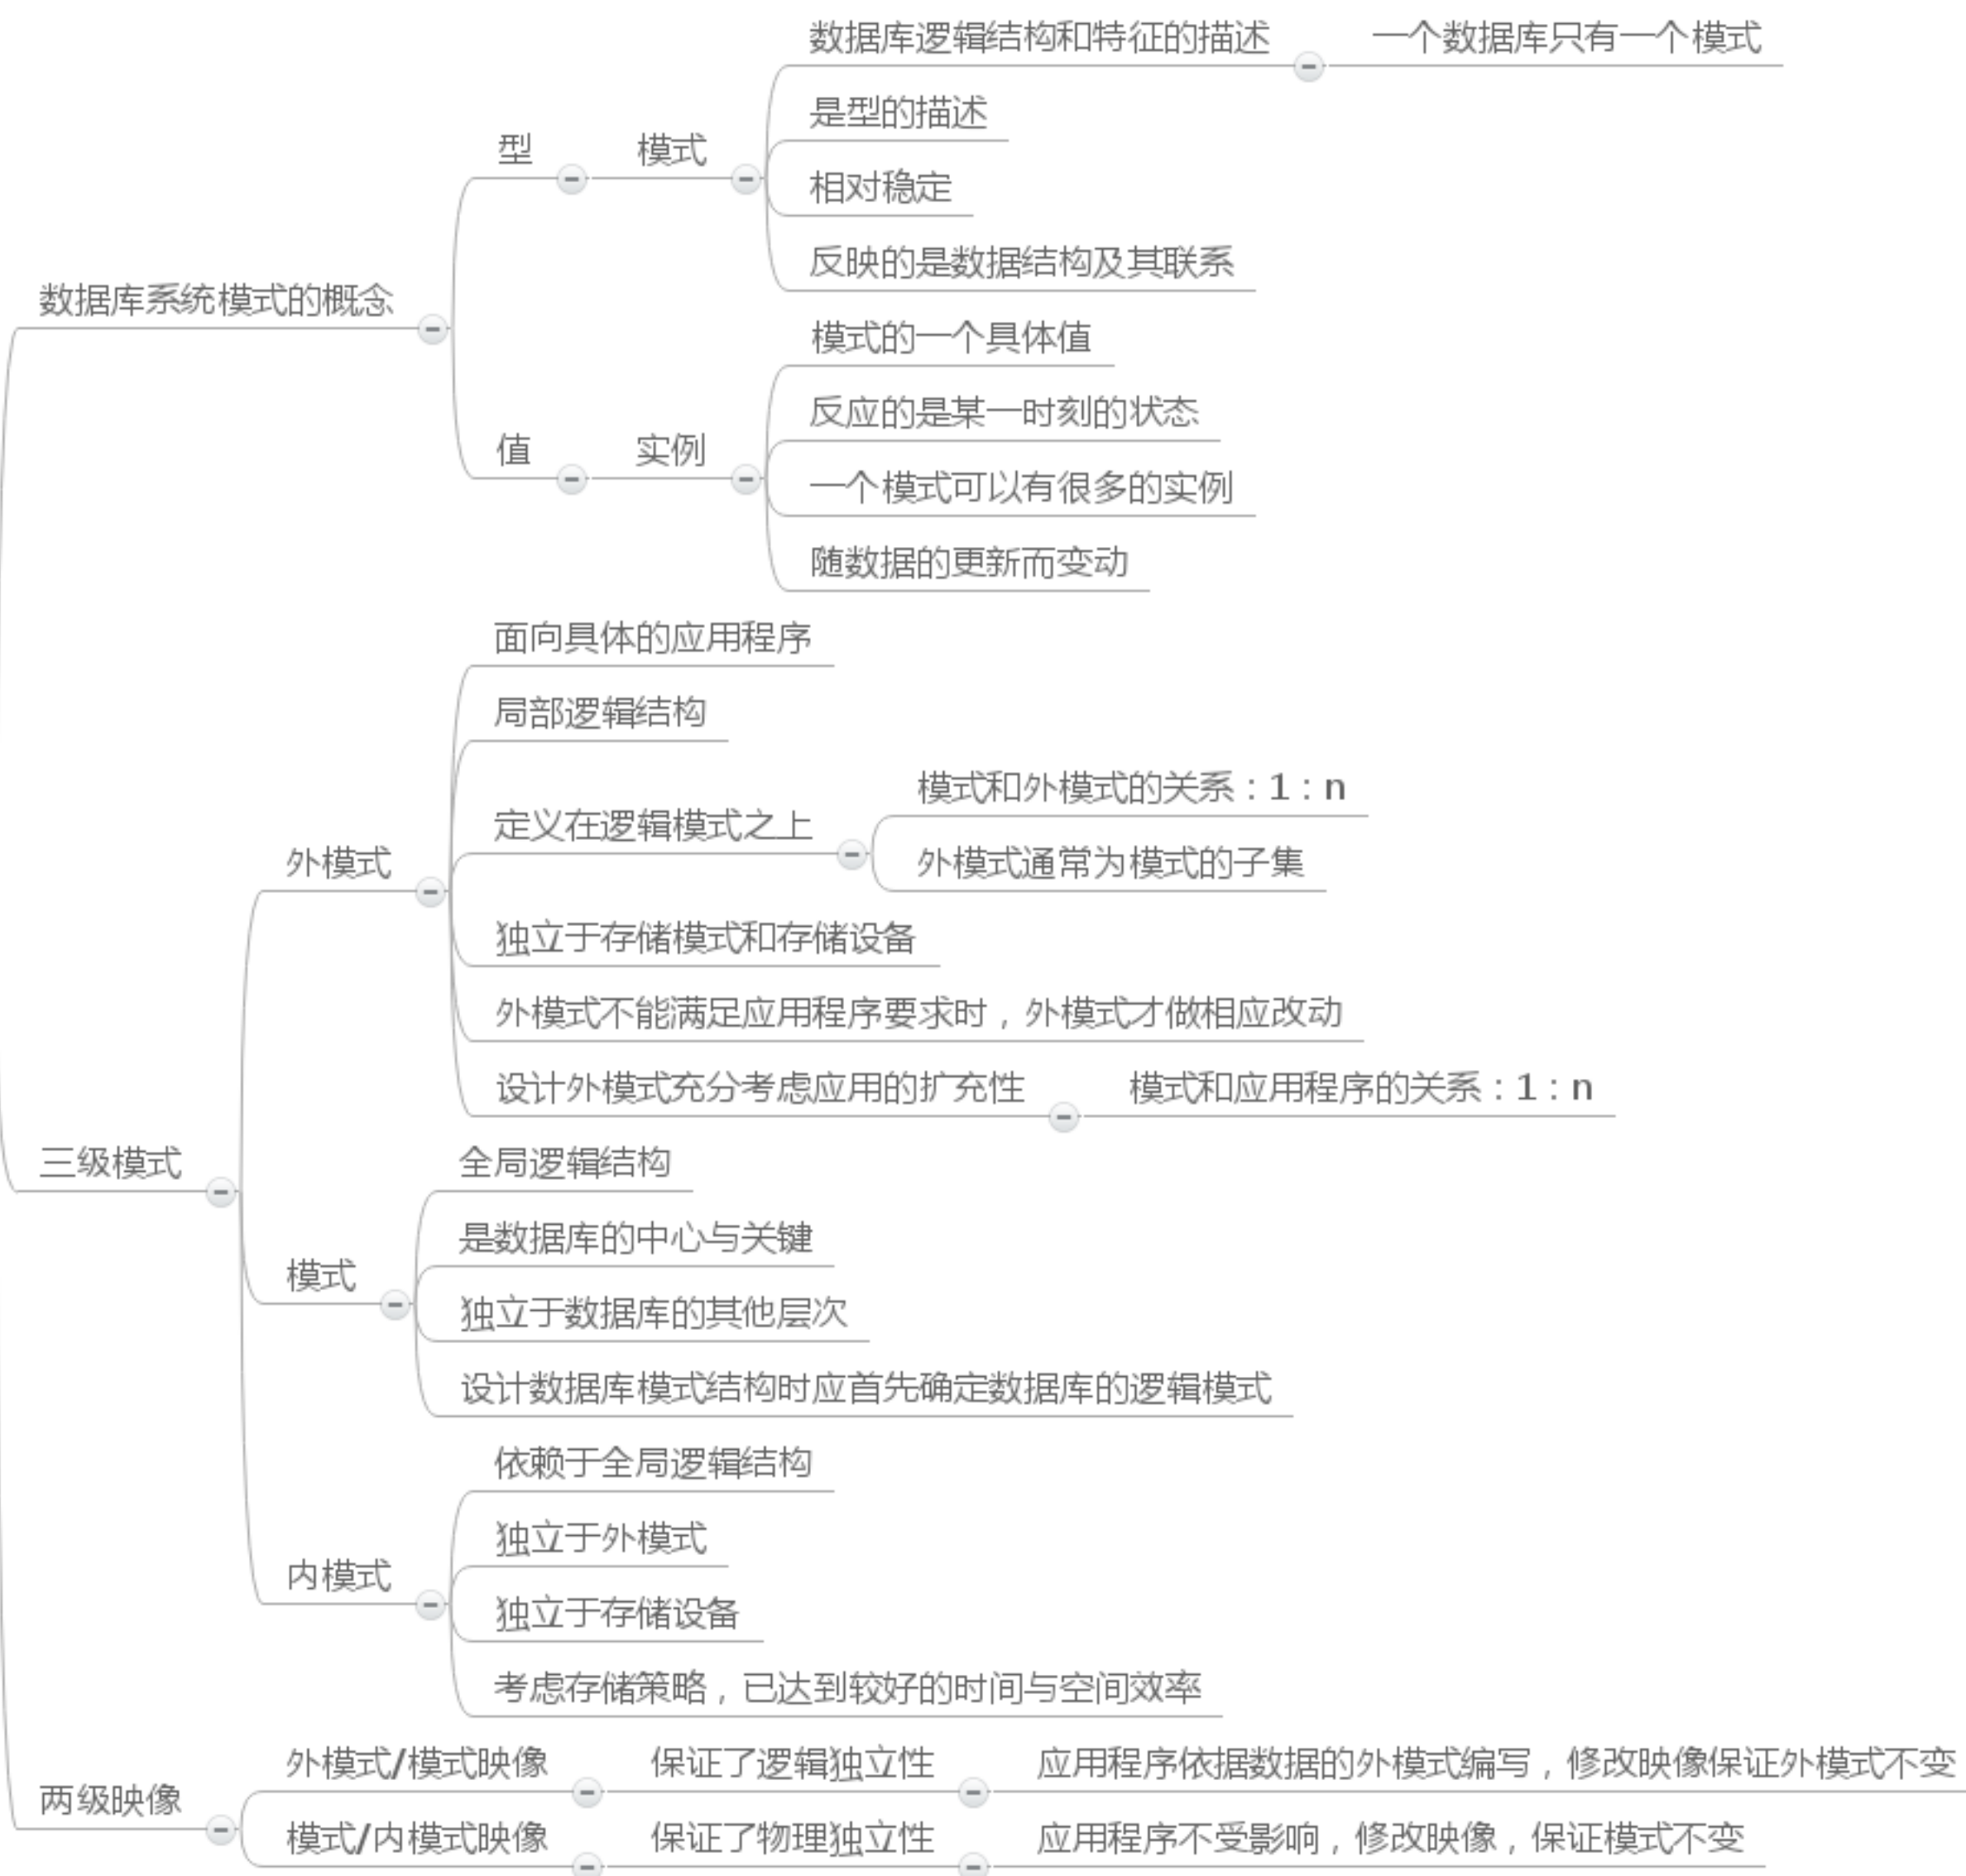 数据库系统模式的概念
型
模式
数据库逻辑结构和特征的描述
一个数据库只有一个模式
是型的描述
相对稳定
反映的是数据结构及其联系
值
实例
模式的一个具体值
反应的是某一时刻的状态
一个模式可以有很多的实例
随数据的更新而变动
三级模式
外模式
面向具体的应用程序
局部逻辑结构
定义在逻辑模式之上
模式和外模式的关系：1：n
外模式通常为模式的子集
独立于存储模式和存储设备
外模式不能满足应用程序要求时，外模式才做相应改动
设计外模式充分考虑应用的扩充性
模式和应用程序的关系：1：n
模式
全局逻辑结构
是数据库的中心与关键
独立于数据库的其他层次
设计数据库模式结构时应首先确定数据库的逻辑模式
内模式
依赖于全局逻辑结构
独立于外模式
独立于存储设备
考虑存储策略，已达到较好的时间与空间效率
两级映像
外模式/模式映像
保证了逻辑独立性
应用程序依据数据的外模式编写，修改映像保证外模式不变
模式/内模式映像
保证了物理独立性
应用程序不受影响，修改映像，保证模式不变